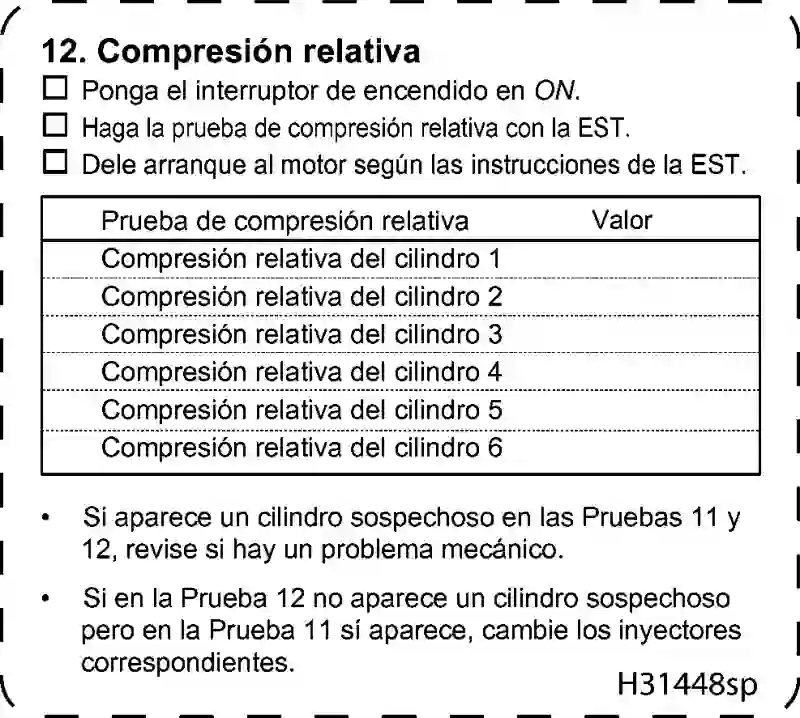 12. Compresión relativa
Ponga el interruptor de encendido en ON.
Haga la prueba de compresión relativa con la EST.
Dele arranque al motor según las instrucciones de la EST.
Prueba de compresión relativa Valor
Compresión relativa del cilindro 1
Compresión relativa del cilindro 2
Compresión relativa del cilindro 3
Compresión relativa del cilindro 4
Compresión relativa del cilindro 5
Compresión relativa del cilindro 6
• Si aparece un cilindro sospechoso en las Pruebas 11 y
12, revise si hay un problema mecánico.
• Si en la Prueba 12 no aparece un cilindro sospechoso
pero en la Prueba 11 sí aparece, cambie los inyectores
correspondientes.
H31448sp